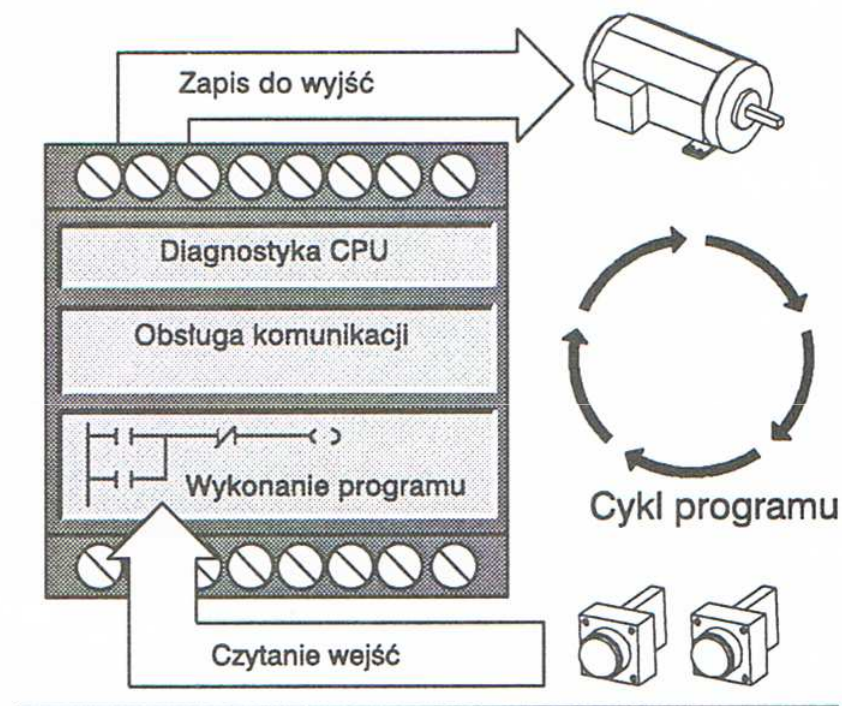 Zapis do wyjść
Diagnostyka CPU
Obsługa komunikacji
Wykonanie programu
Cykl programu
Czytanie wejść